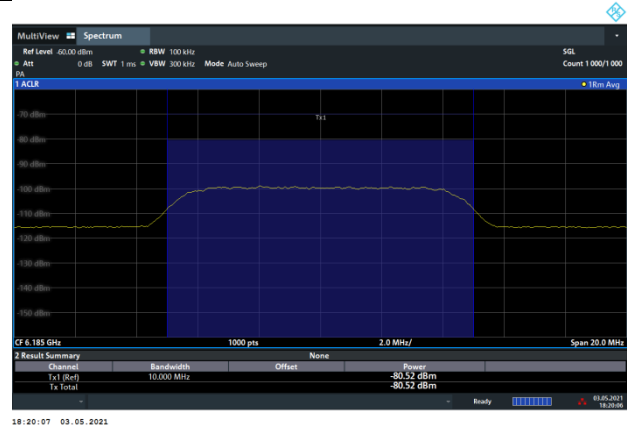 MultiView Spectrum
Ref Level -60.00 dBm RBW 100 kHz SGL
Att 0 dB SWT 1 ms VBW 300 kHz Mode Auto Sweep Count 1 000/1 000
PA
1 ACLR 1Rm Avg
Tx1
-70 dBm
-80 dBm
-90 dBm
-100 dBm
-110 dBm
-120 dBm
-130 dBm
-140 dBm
-150 dBm
CF 6.185 GHz 1000 pts 2.0 MHz/ Span 20.0 MHz
2 Result Summary None
Channel Bandwidth Offset Power
Tx1 (Ref) 10.000 MHz -80.52 dBm
Tx Total -80.52 dBm
Ready 03.05.2021
18:20:06
18:20:07 03.05.2021